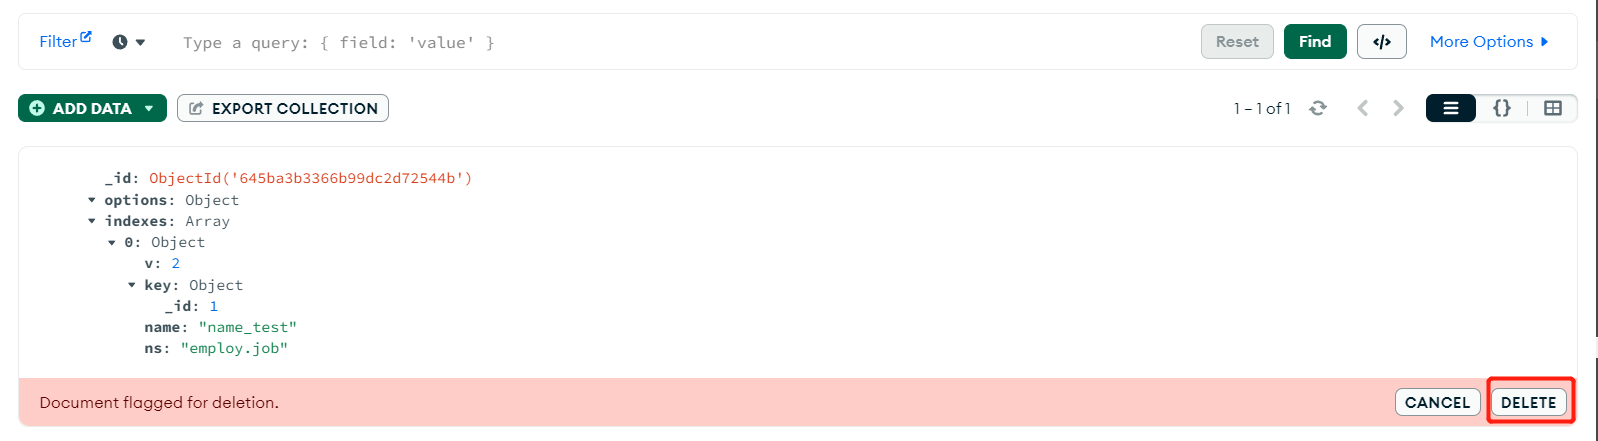 Filter Type a query: { field: 'value' } Reset Find </> More Options
ADD DATA EXPORT COLLECTION 1 – 1 of 1 {}
_id: ObjectId('645ba3b3366b99dc2d72544b')
options: Object
indexes: Array
0: Object
v: 2
key: Object
_id: 1
name: "name_test"
ns: "employ.job"
Document flagged for deletion. CANCEL DELETE